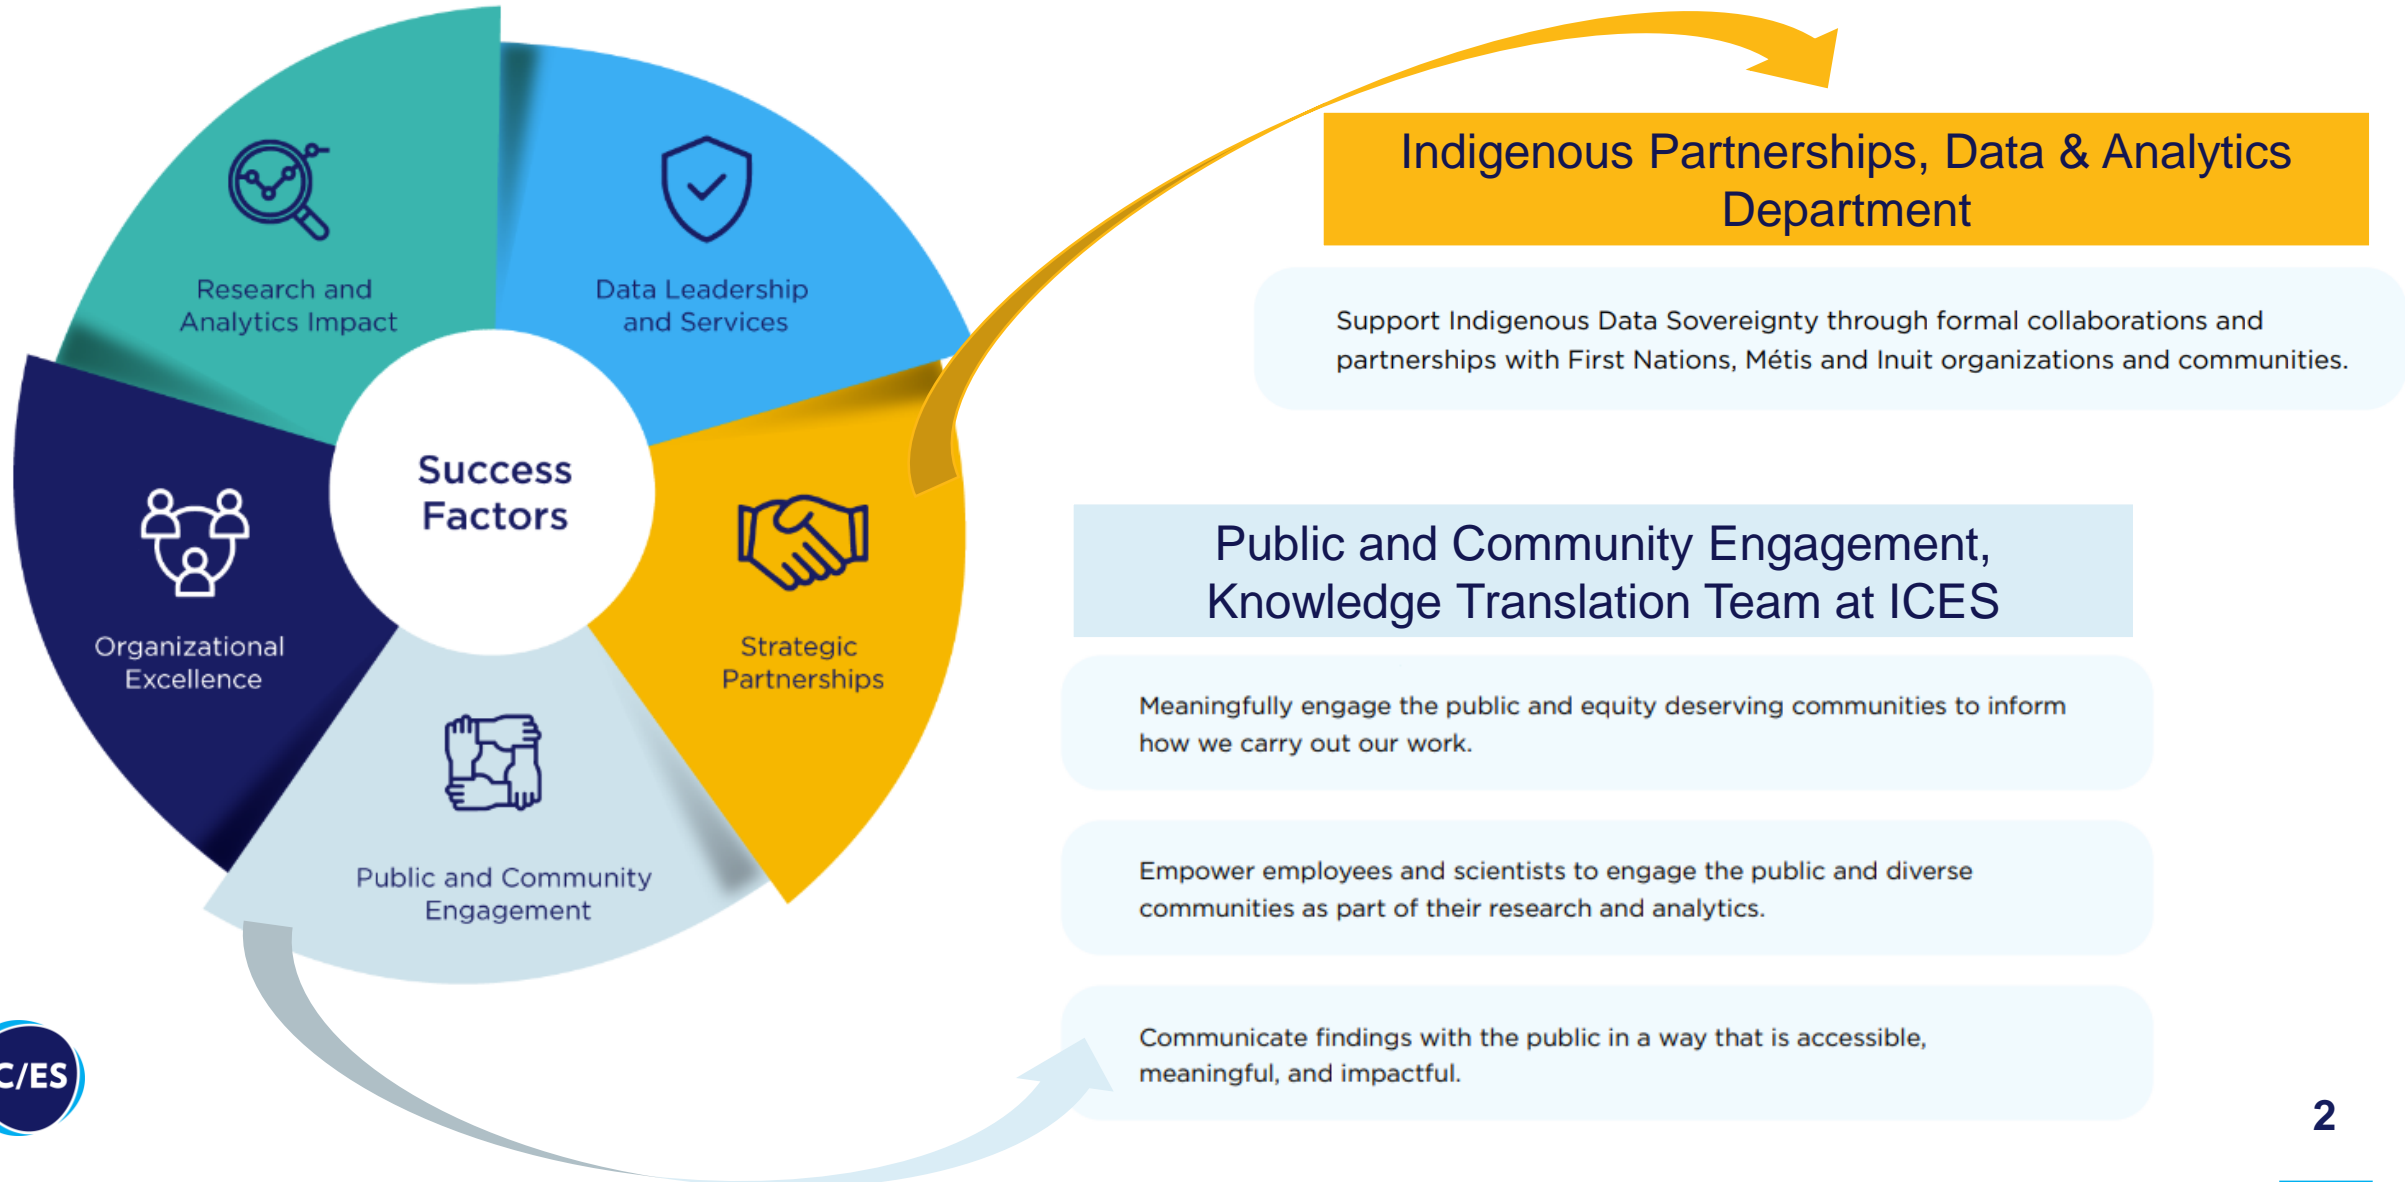 Research and
Analytics Impact
Data Leadership
and Services
Success
Factors
Organizational
Excellence
Strategic
Partnerships
Public and Community
Engagement
Indigenous Partnerships, Data & Analytics
Department
Support Indigenous Data Sovereignty through formal collaborations and
partnerships with First Nations, Métis and Inuit organizations and communities.
Public and Community Engagement,
Knowledge Translation Team at ICES
Meaningfully engage the public and equity deserving communities to inform
how we carry out our work.
Empower employees and scientists to engage the public and diverse
communities as part of their research and analytics.
Communicate findings with the public in a way that is accessible,
meaningful, and impactful.
C/ES
2